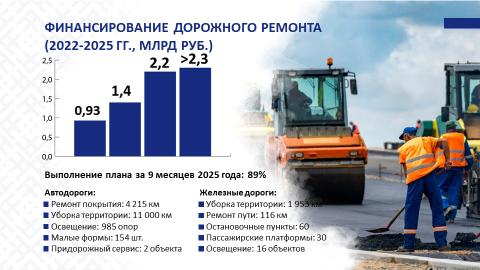 ФИНАНСИРОВАНИЕ ДОРОЖНОГО РЕМОНТА
(2022-2025 ГГ., МЛРД РУБ.)
2,5
2,0
1,5
1,0
0,5
0,0
0,93
1,4
2,2
>2,3
Выполнение плана за 9 месяцев 2025 года: 89%
Автодороги:
Ремонт покрытия: 4 215 км
Уборка территории: 11 000 км
Освещение: 985 опор
Малые формы: 154 шт.
Придорожный сервис: 2 объекта
Железные дороги:
Уборка территории: 1 953 км
Ремонт пути: 116 км
Остановочные пункты: 60
Пассажирские платформы: 30
Освещение: 16 объектов